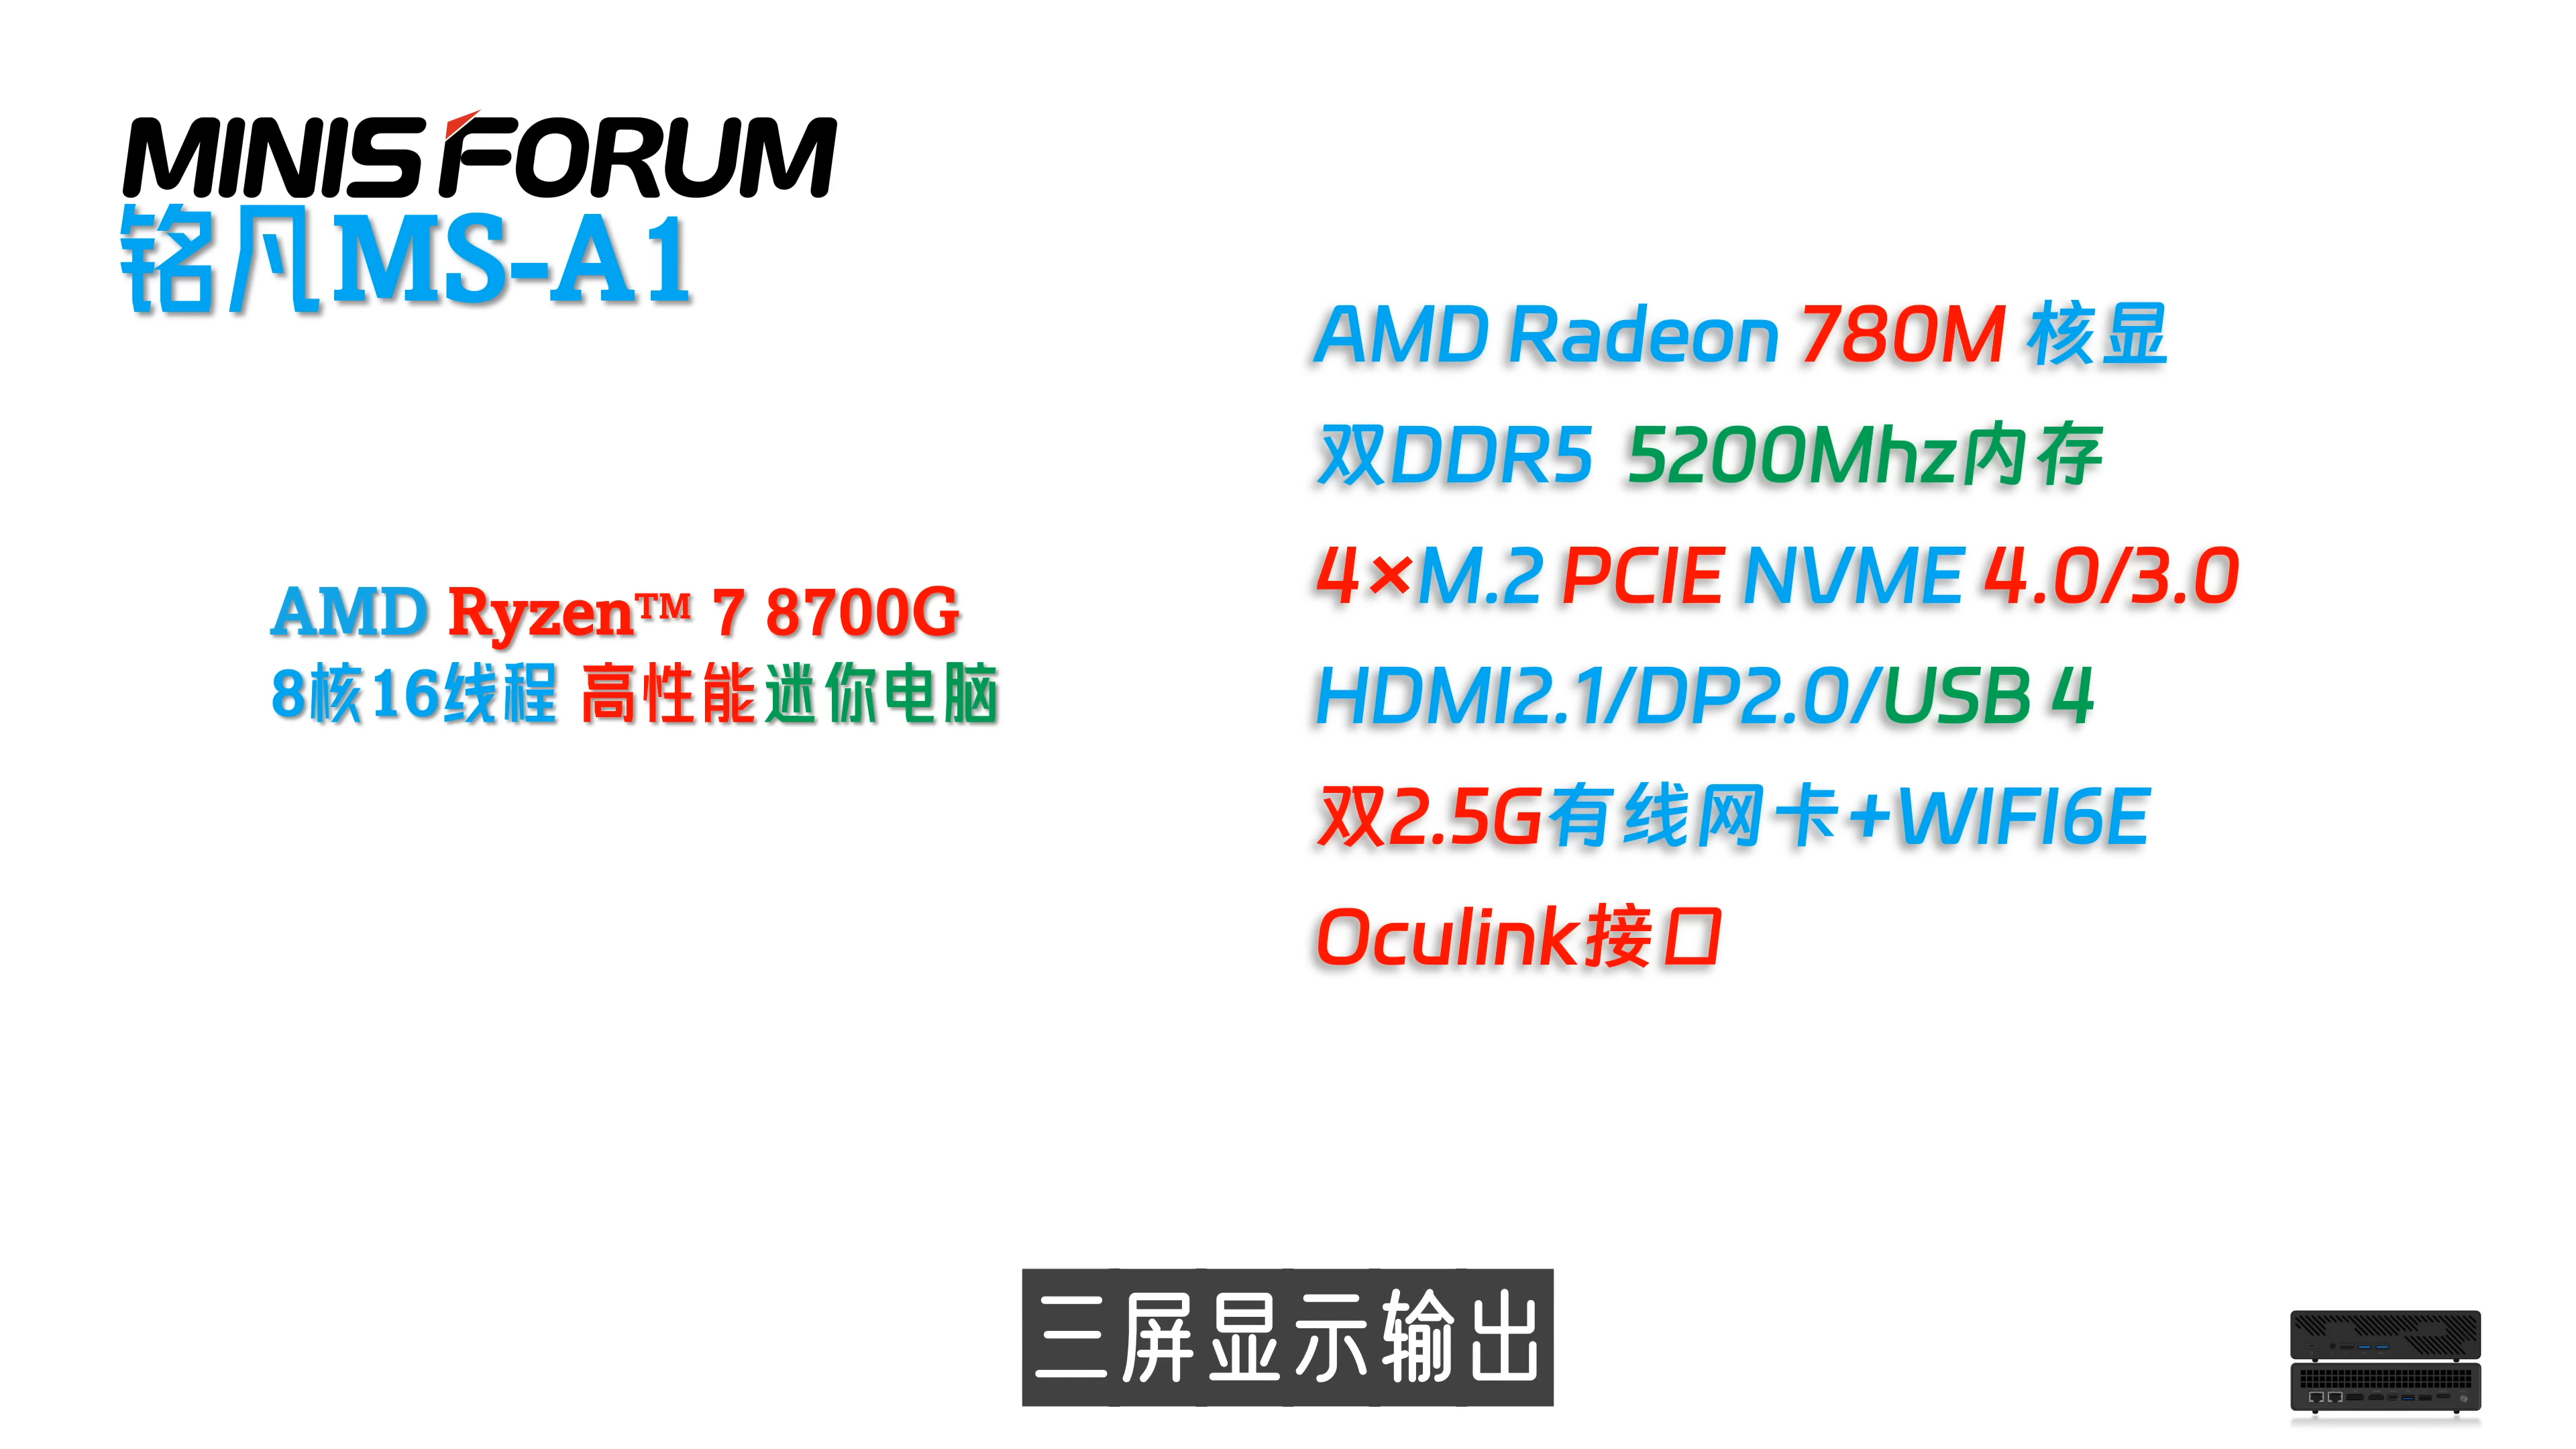 MINISFORUM
铭凡MS-A1
AMD Ryzen™ 7 8700G
8核16线程 高性能迷你电脑
AMD Radeon 780M 核显
双DDR5 5200Mhz内存
4×M.2 PCIE NVME 4.0/3.0
HDMI2.1/DP2.0/USB 4
双2.5G有线网卡+WIFI6E
Oculink接口
三屏显示输出